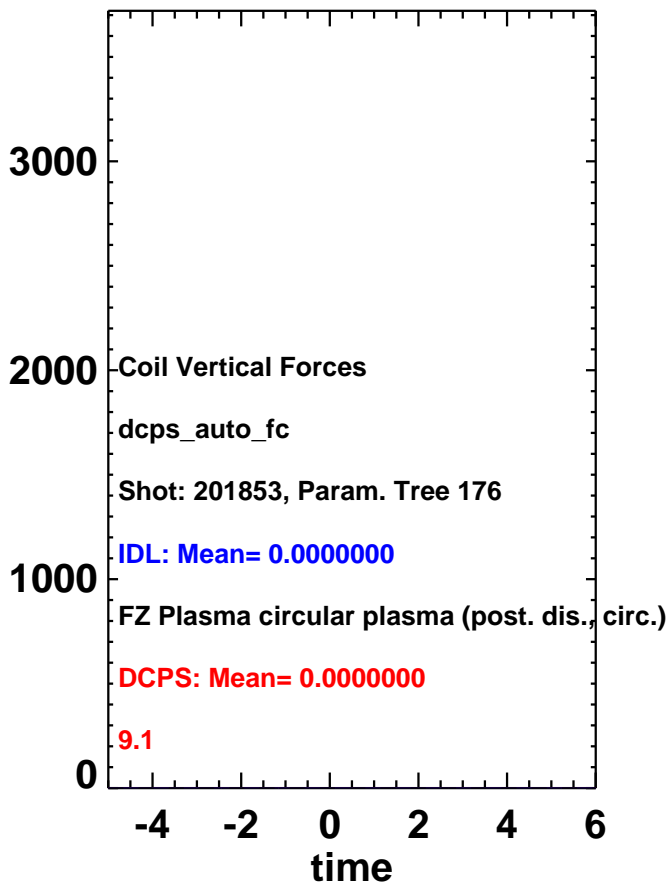 3000
2000
Coil Vertical Forces
dcps_auto_fc
Shot: 201853, Param. Tree 176
IDL: Mean= 0.0000000
1000
FZ Plasma circular plasma (post. dis., circ.)
DCPS: Mean= 0.0000000
9.1
0
-4 -2 0 2 4 6
time